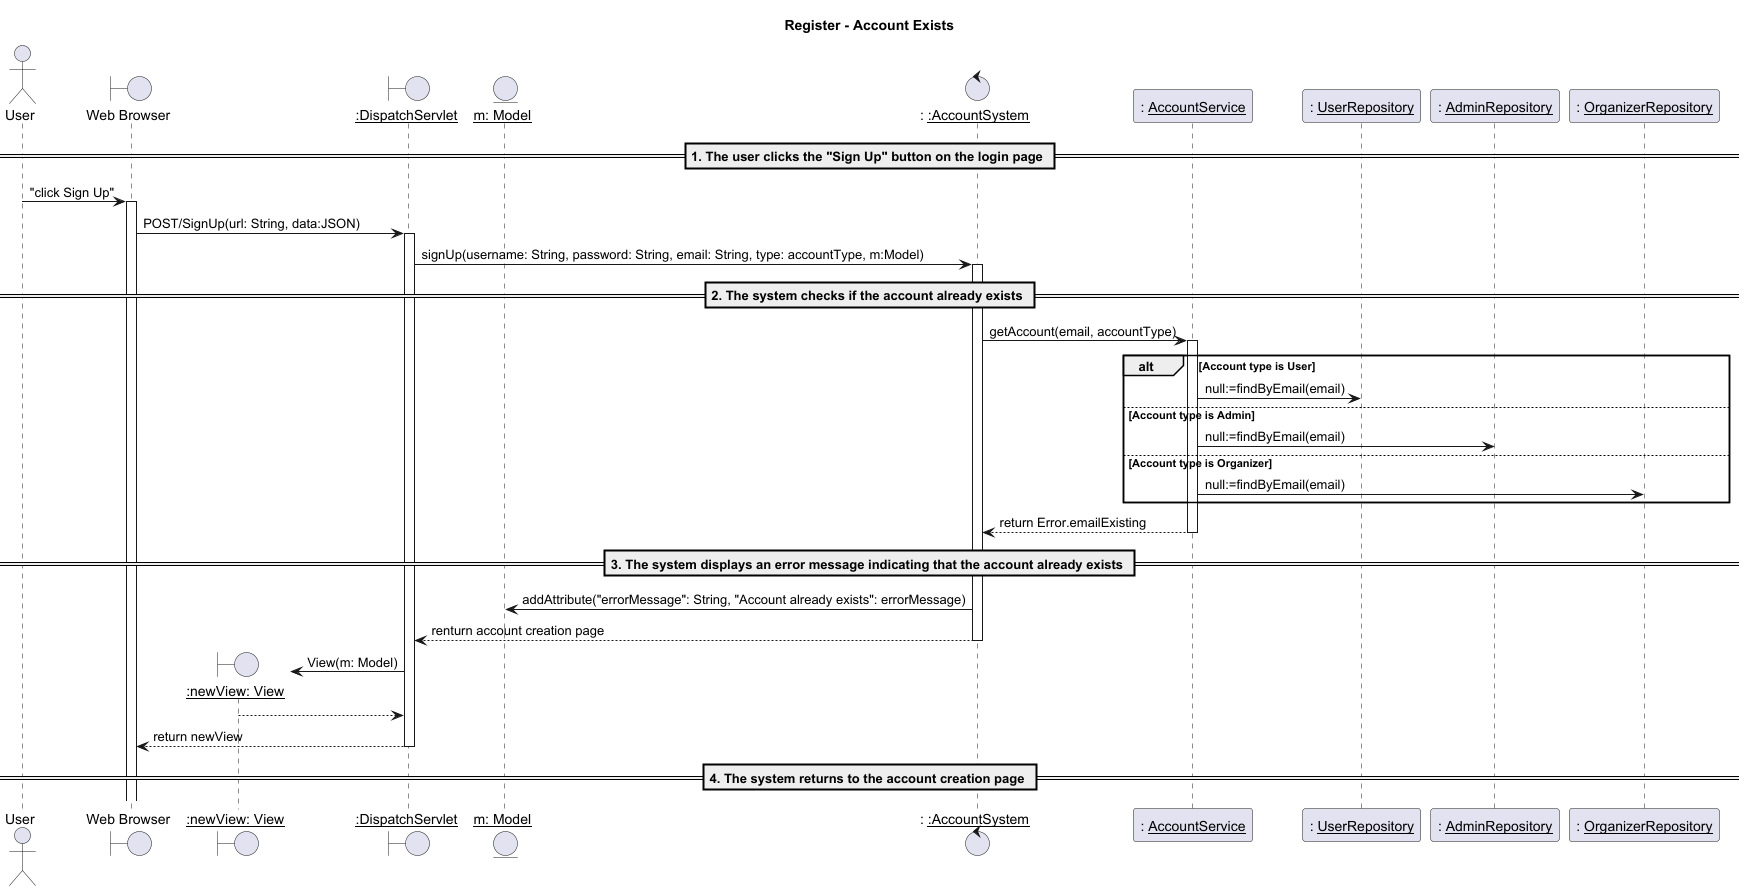 Register - Account Exists
User
Web Browser
:DispatchServlet
m: Model
: :AccountSystem
: AccountService
: UserRepository
: AdminRepository
: OrganizerRepository
1. The user clicks the "Sign Up" button on the login page
"click Sign Up"
POST/SignUp(url: String, data:JSON)
signUp(username: String, password: String, email: String, type: accountType, m:Model)
2. The system checks if the account already exists
getAccount(email, accountType)
alt
[Account type is User]
null:=findByEmail(email)
[Account type is Admin]
null:=findByEmail(email)
[Account type is Organizer]
null:=findByEmail(email)
return Error.emailExisting
3. The system displays an error message indicating that the account already exists
addAttribute("errorMessage": String, "Account already exists": errorMessage)
renturn account creation page
View(m: Model)
:newView: View
return newView
4. The system returns to the account creation page
User
Web Browser
:newView: View
:DispatchServlet
m: Model
: :AccountSystem
: AccountService
: UserRepository
: AdminRepository
: OrganizerRepository